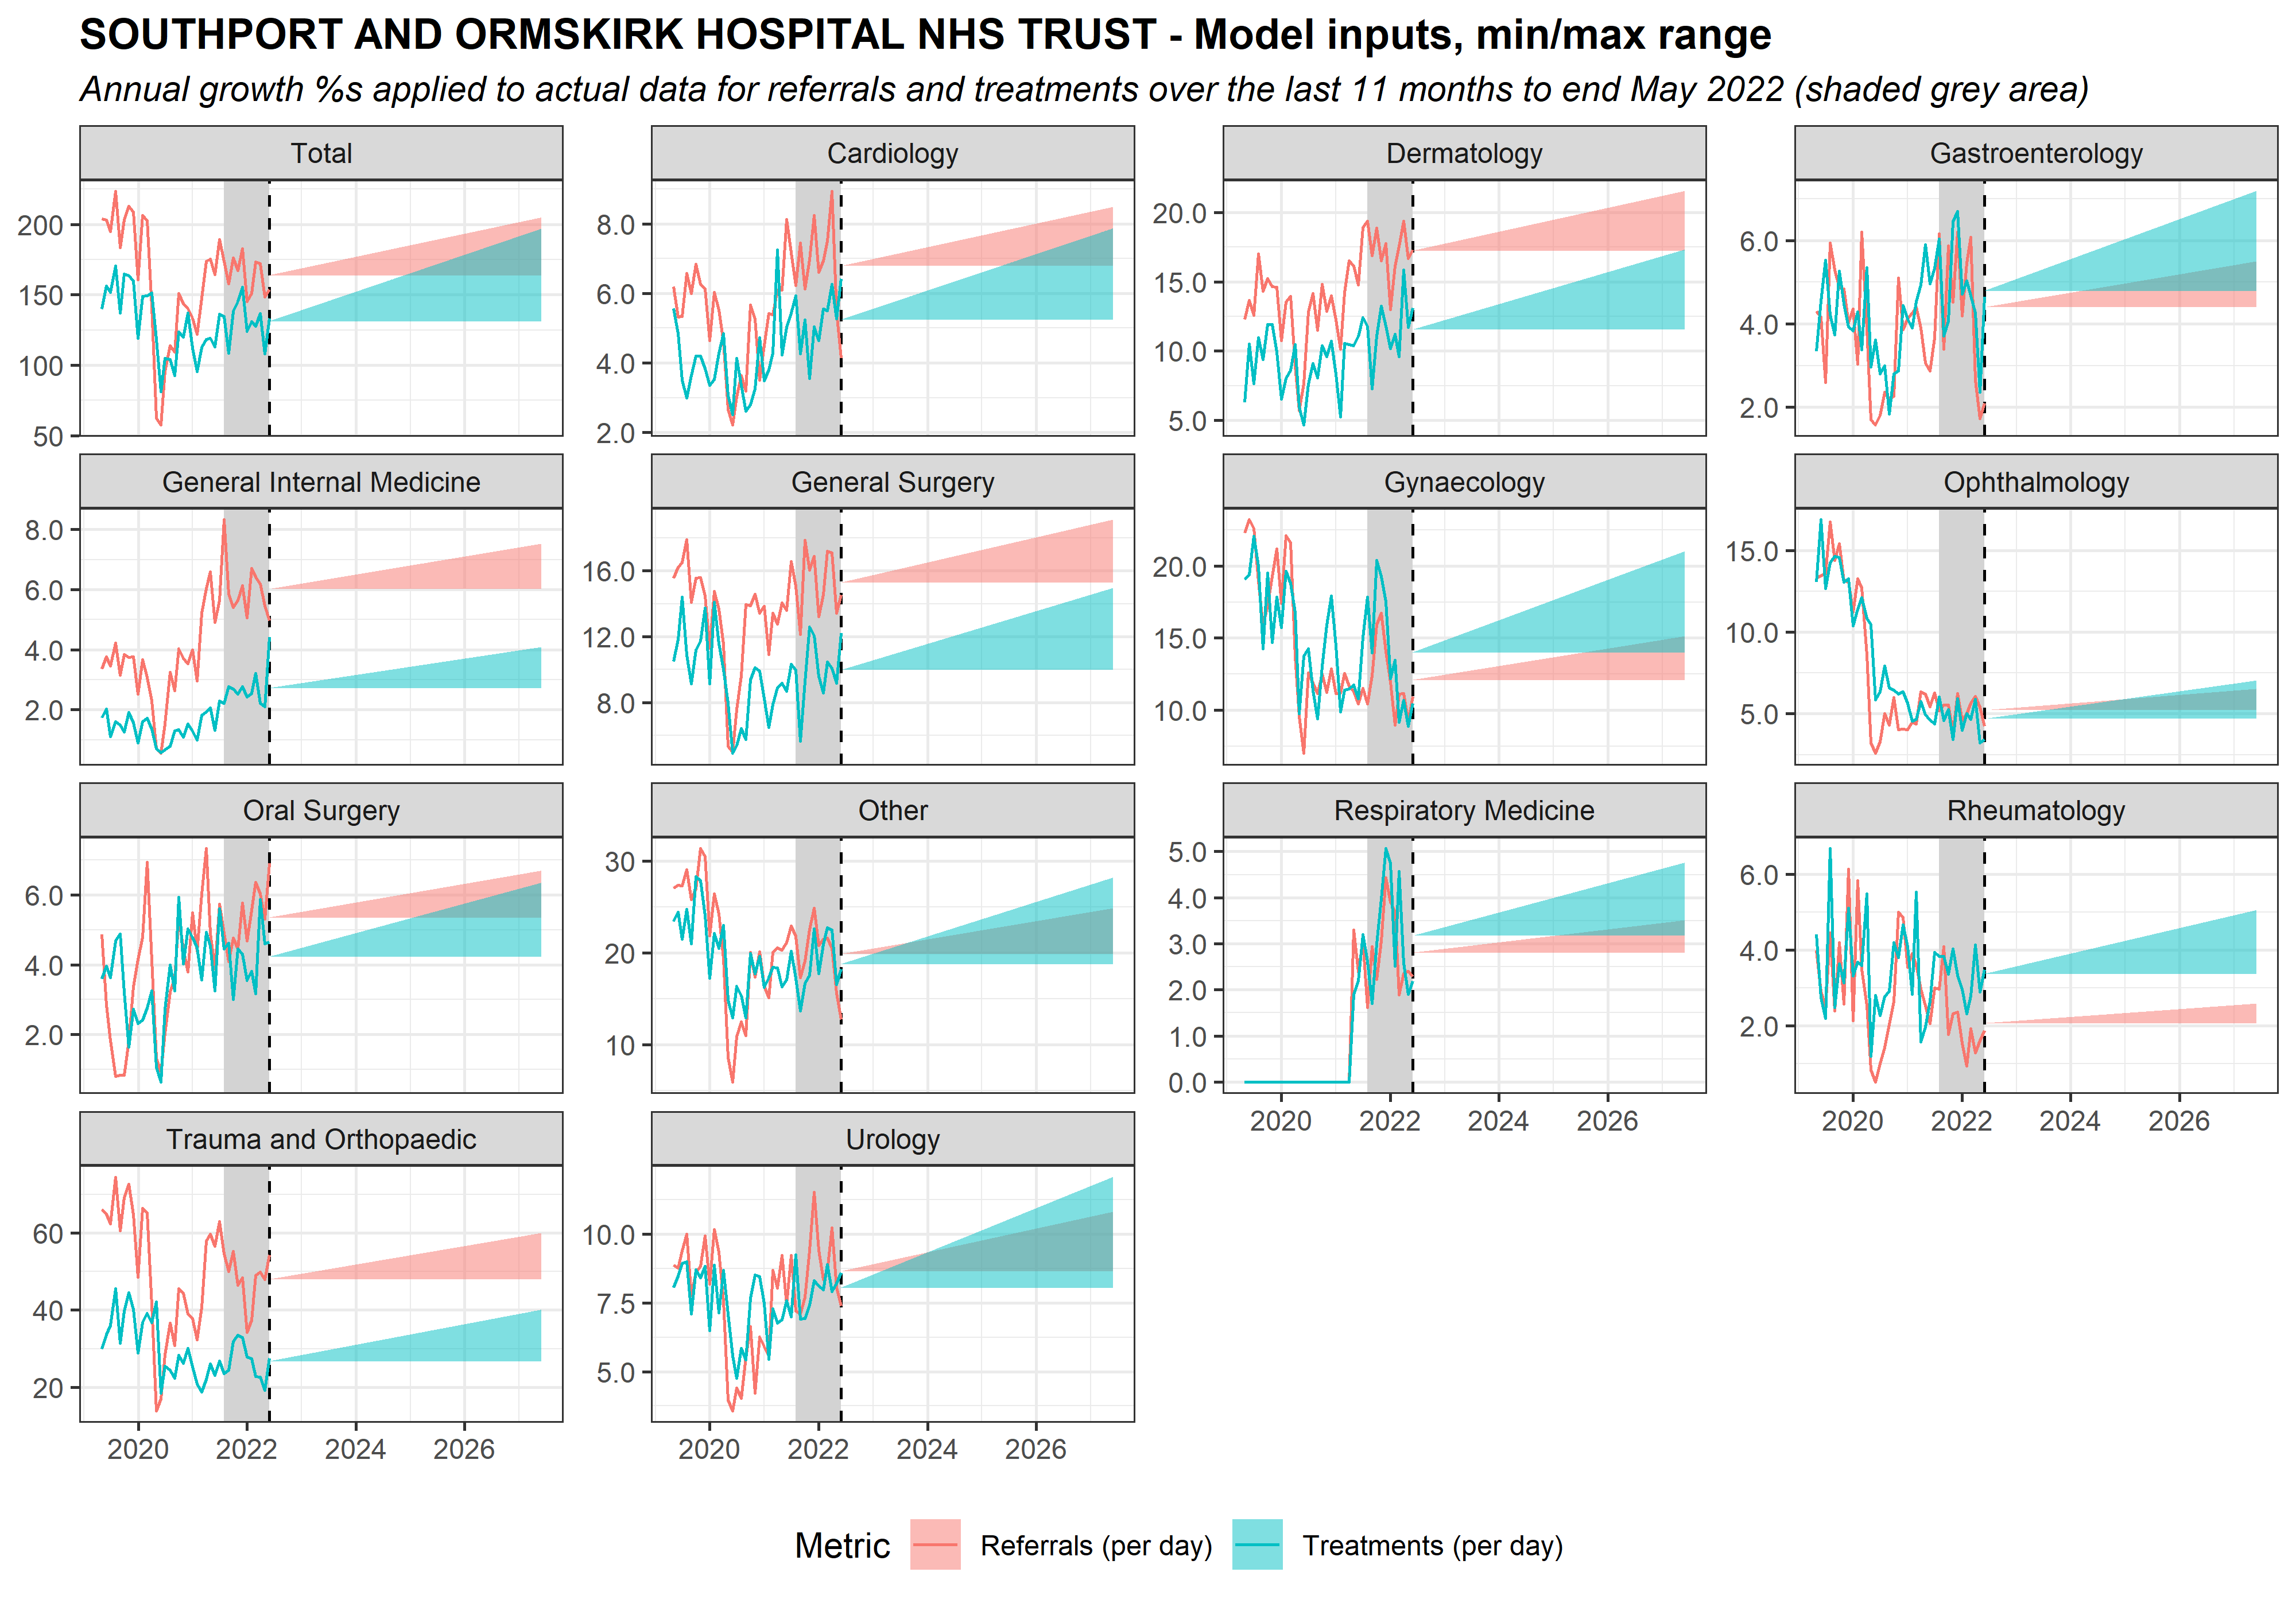 SOUTHPORT AND ORMSKIRK HOSPITAL NHS TRUST - Model inputs, min/max range
Annual growth %s applied to actual data for referrals and treatments over the last 11 months to end May 2022 (shaded grey area)
Total
200
150
100
50
Cardiology
8.0
6.0
4.0
2.0
Dermatology
20.0
15.0
10.0
5.0
Gastroenterology
6.0
4.0
2.0
General Internal Medicine
8.0
6.0
4.0
2.0
General Surgery
16.0
12.0
8.0
Gynaecology
20.0
15.0
10.0
Ophthalmology
15.0
10.0
5.0
Oral Surgery
6.0
4.0
2.0
Other
30
20
10
Respiratory Medicine
5.0
4.0
3.0
2.0
1.0
0.0
2020 2022 2024 2026
Rheumatology
6.0
4.0
2.0
2020 2022 2024 2026
Trauma and Orthopaedic
60
40
20
2020 2022 2024 2026
Urology
10.0
7.5
5.0
2020 2022 2024 2026
Metric Referrals (per day) Treatments (per day)